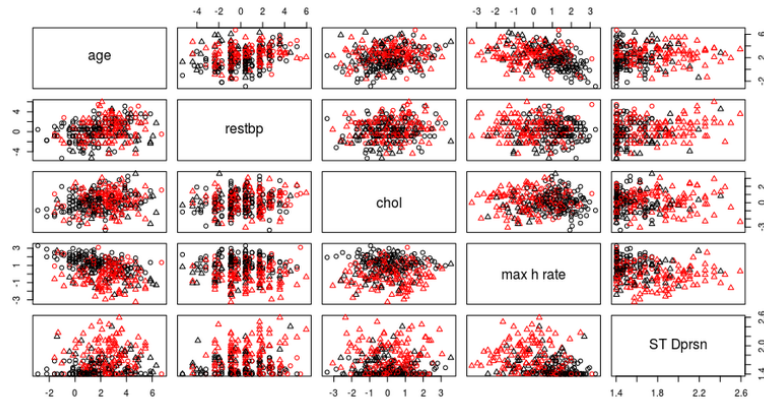 -4 -2 0 2 4 6
-3 -2 -1 0 1 2 3
age
-2 2 4 6
-4 0 2 4
restbp
chol
-3 0 2
-3 -1 1 3
max h rate
ST Dprsn
1.4 2.0 2.6
-2 0 2 4 6
-3 -2 -1 0 1 2 3
1.4 1.8 2.2 2.6